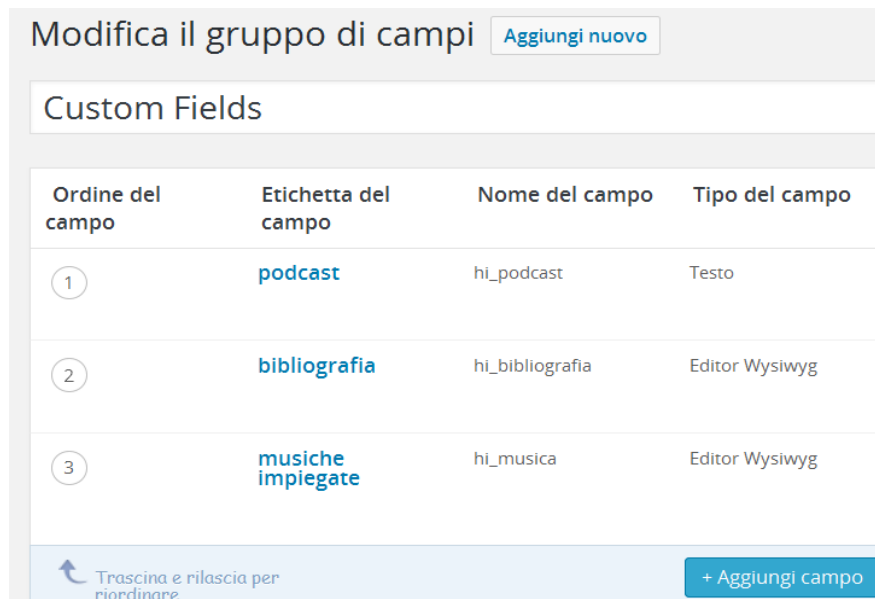 Modifica il gruppo di campi Aggiungi nuovo
Custom Fields
Ordine del campo Etichetta del campo Nome del campo Tipo del campo
1 podcast hi_podcast Testo
2 bibliografia hi_bibliografia Editor Wysiwyg
3 musiche impiegate hi_musica Editor Wysiwyg
Trascina e rilascia per
riordinare
+ Aggiungi campo